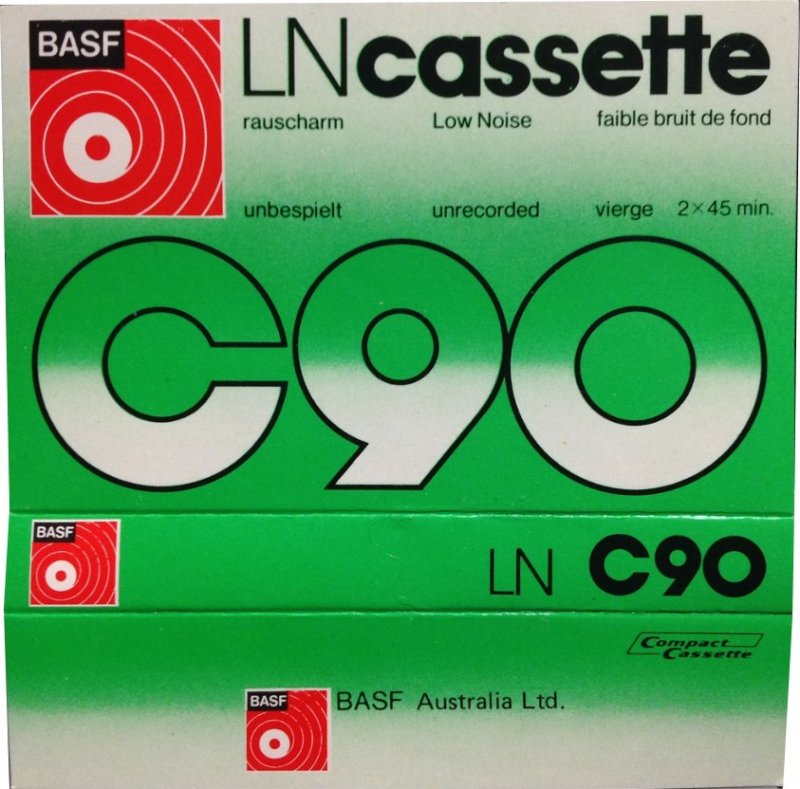 BASF
LNcassette
rauscharm Low Noise faible bruit de fond
unbespielt unrecorded vierge 2×45 min.
C90
BASF
LN C90
Compact
Cassette
BASF
BASF Australia Ltd.